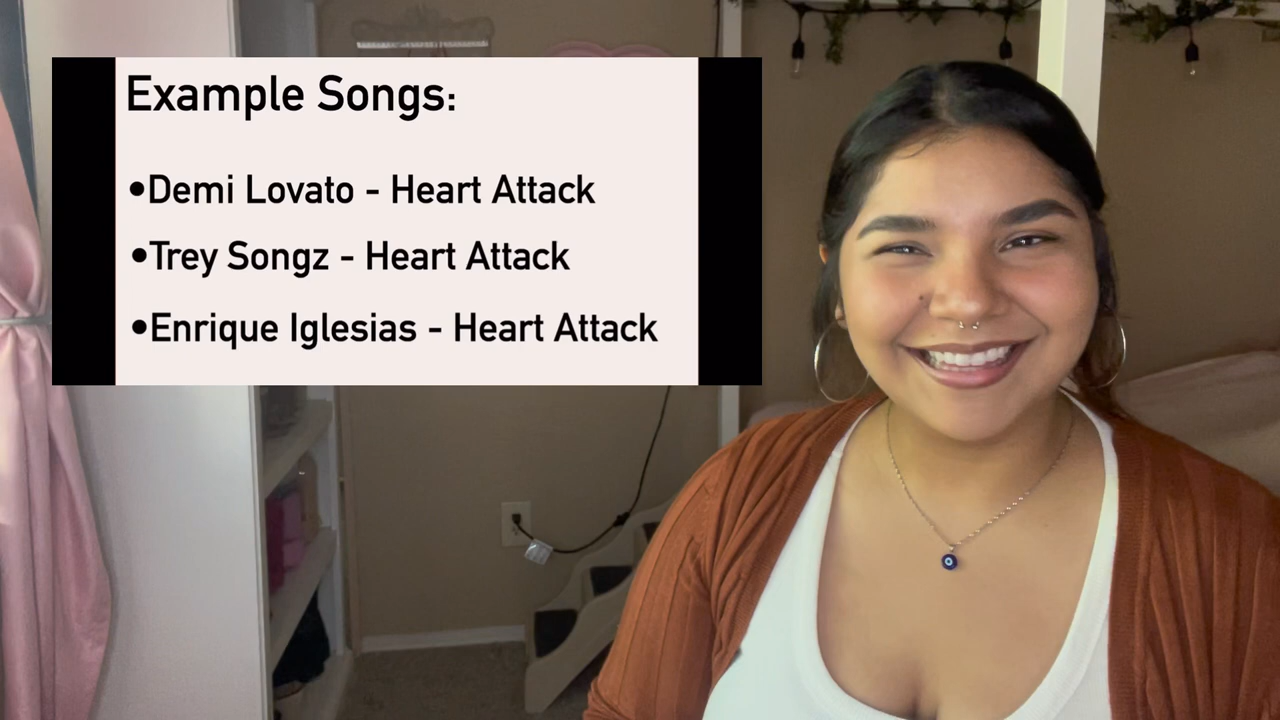 Example Songs:
•Demi Lovato - Heart Attack
•Trey Songz - Heart Attack
•Enrique Iglesias - Heart Attack